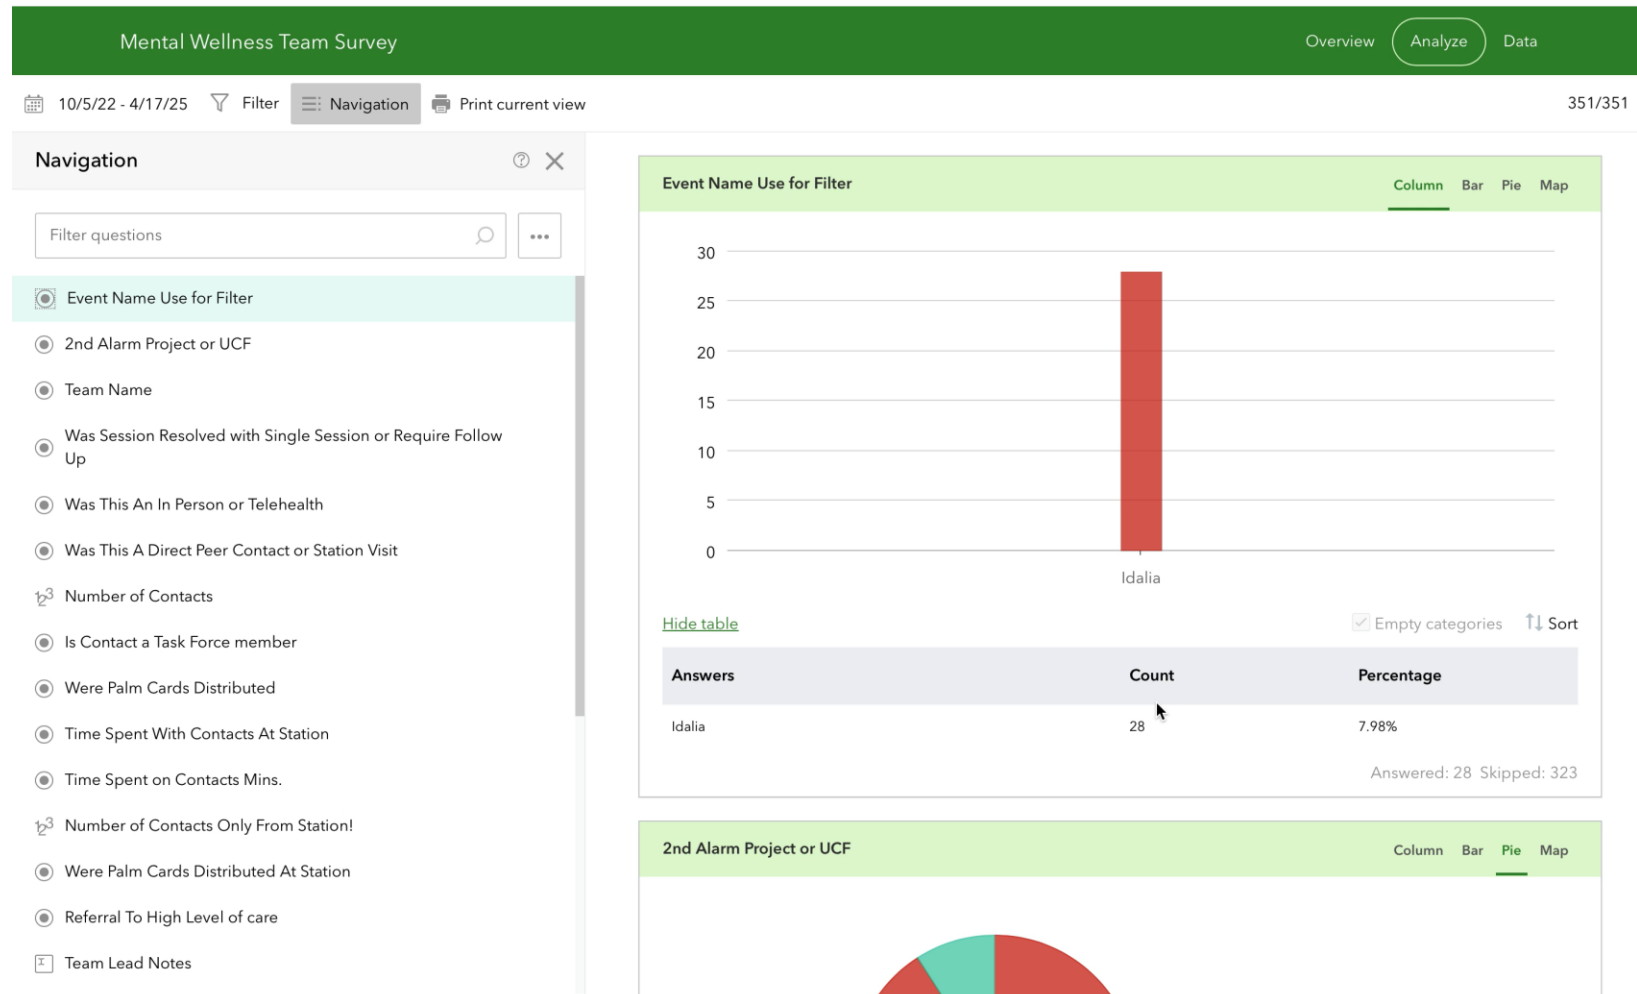 Mental Wellness Team Survey
Overview Analyze Data
10/5/22 - 4/17/25 Filter Navigation Print current view 351/351
Navigation
Filter questions
Event Name Use for Filter
2nd Alarm Project or UCF
Team Name
Was Session Resolved with Single Session or Require Follow
Up
Was This An In Person or Telehealth
Was This A Direct Peer Contact or Station Visit
Number of Contacts
Is Contact a Task Force member
Were Palm Cards Distributed
Time Spent With Contacts At Station
Time Spent on Contacts Mins.
Number of Contacts Only From Station!
Were Palm Cards Distributed At Station
Referral To High Level of care
Team Lead Notes
Event Name Use for Filter
Column Bar Pie Map
30
25
20
15
10
5
0
Idalia
Hide table
Empty categories Sort
Answers Count Percentage
Idalia 28 7.98%
Answered: 28 Skipped: 323
2nd Alarm Project or UCF
Column Bar Pie Map